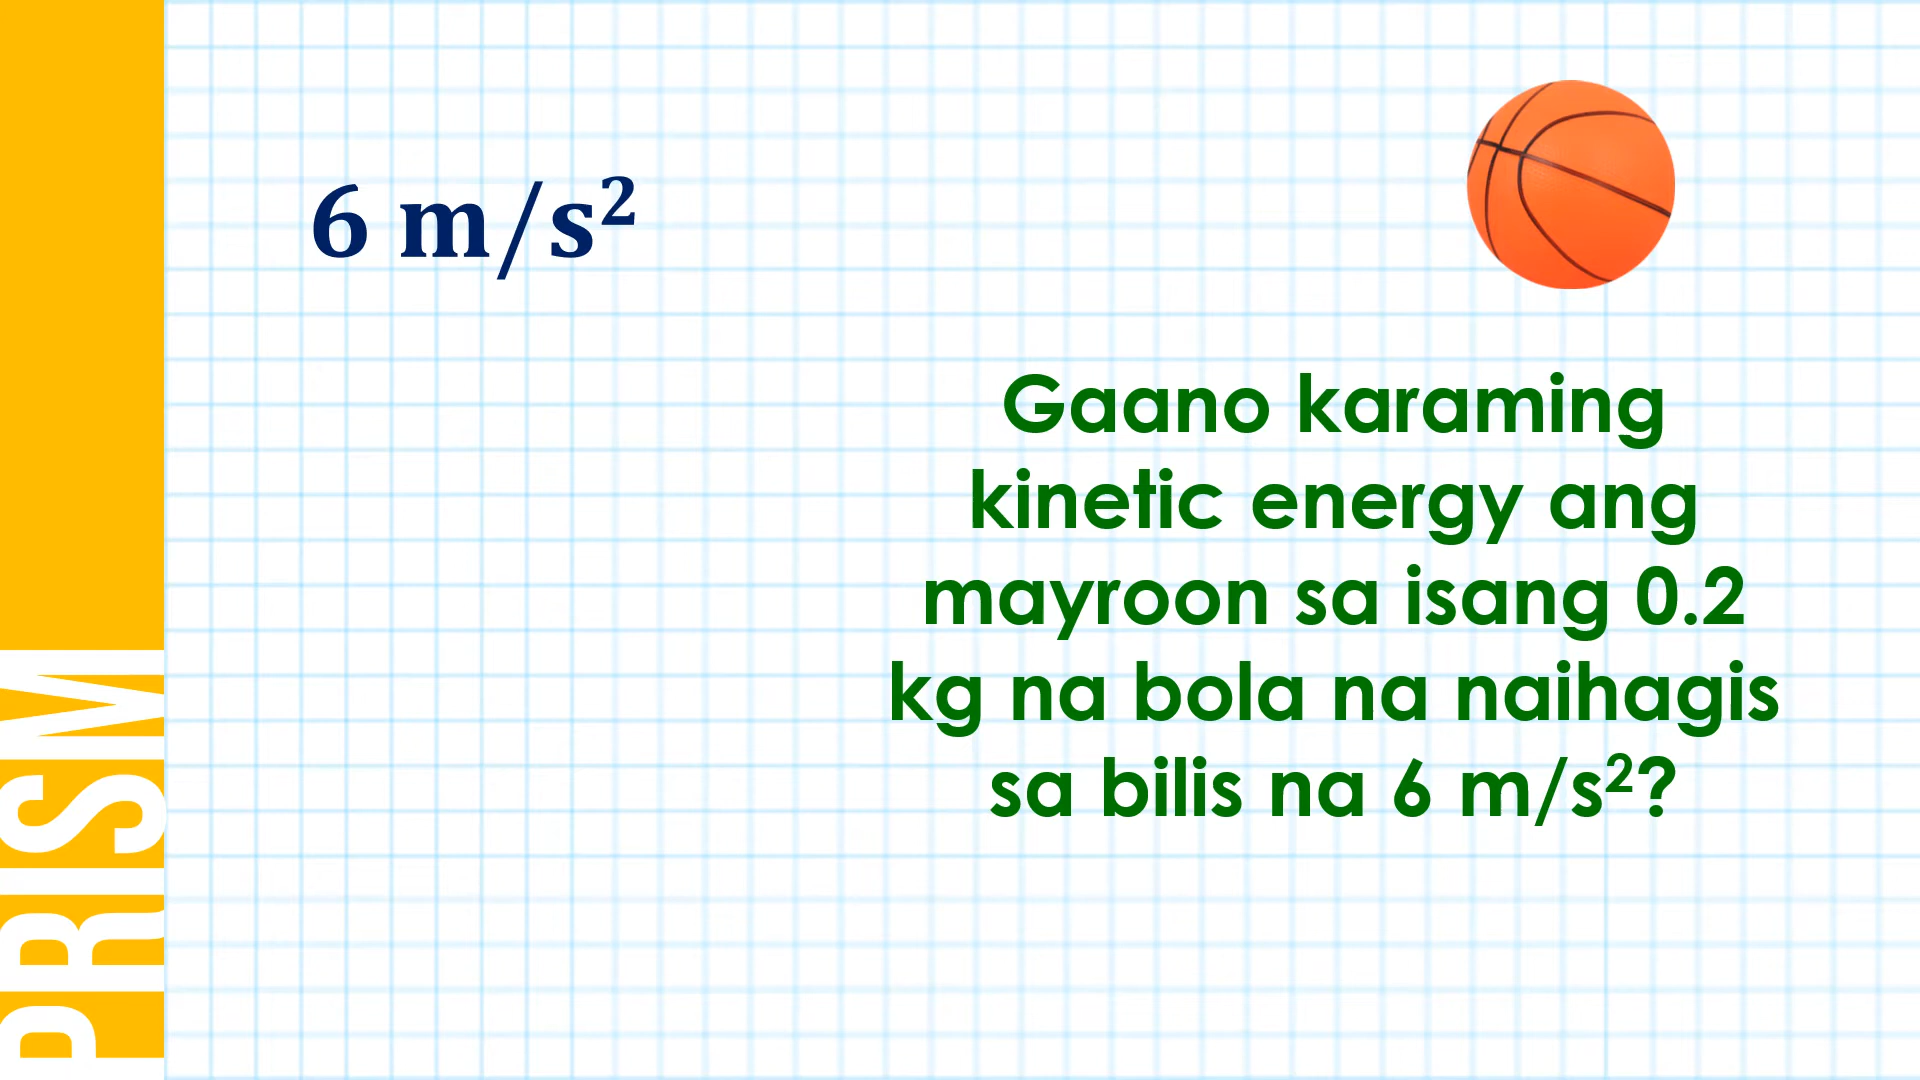 6 m/s²
Gaano karaming
kinetic energy ang
mayroon sa isang 0.2
kg na bola na naihagis
sa bilis na 6 m/s²?
PRISM